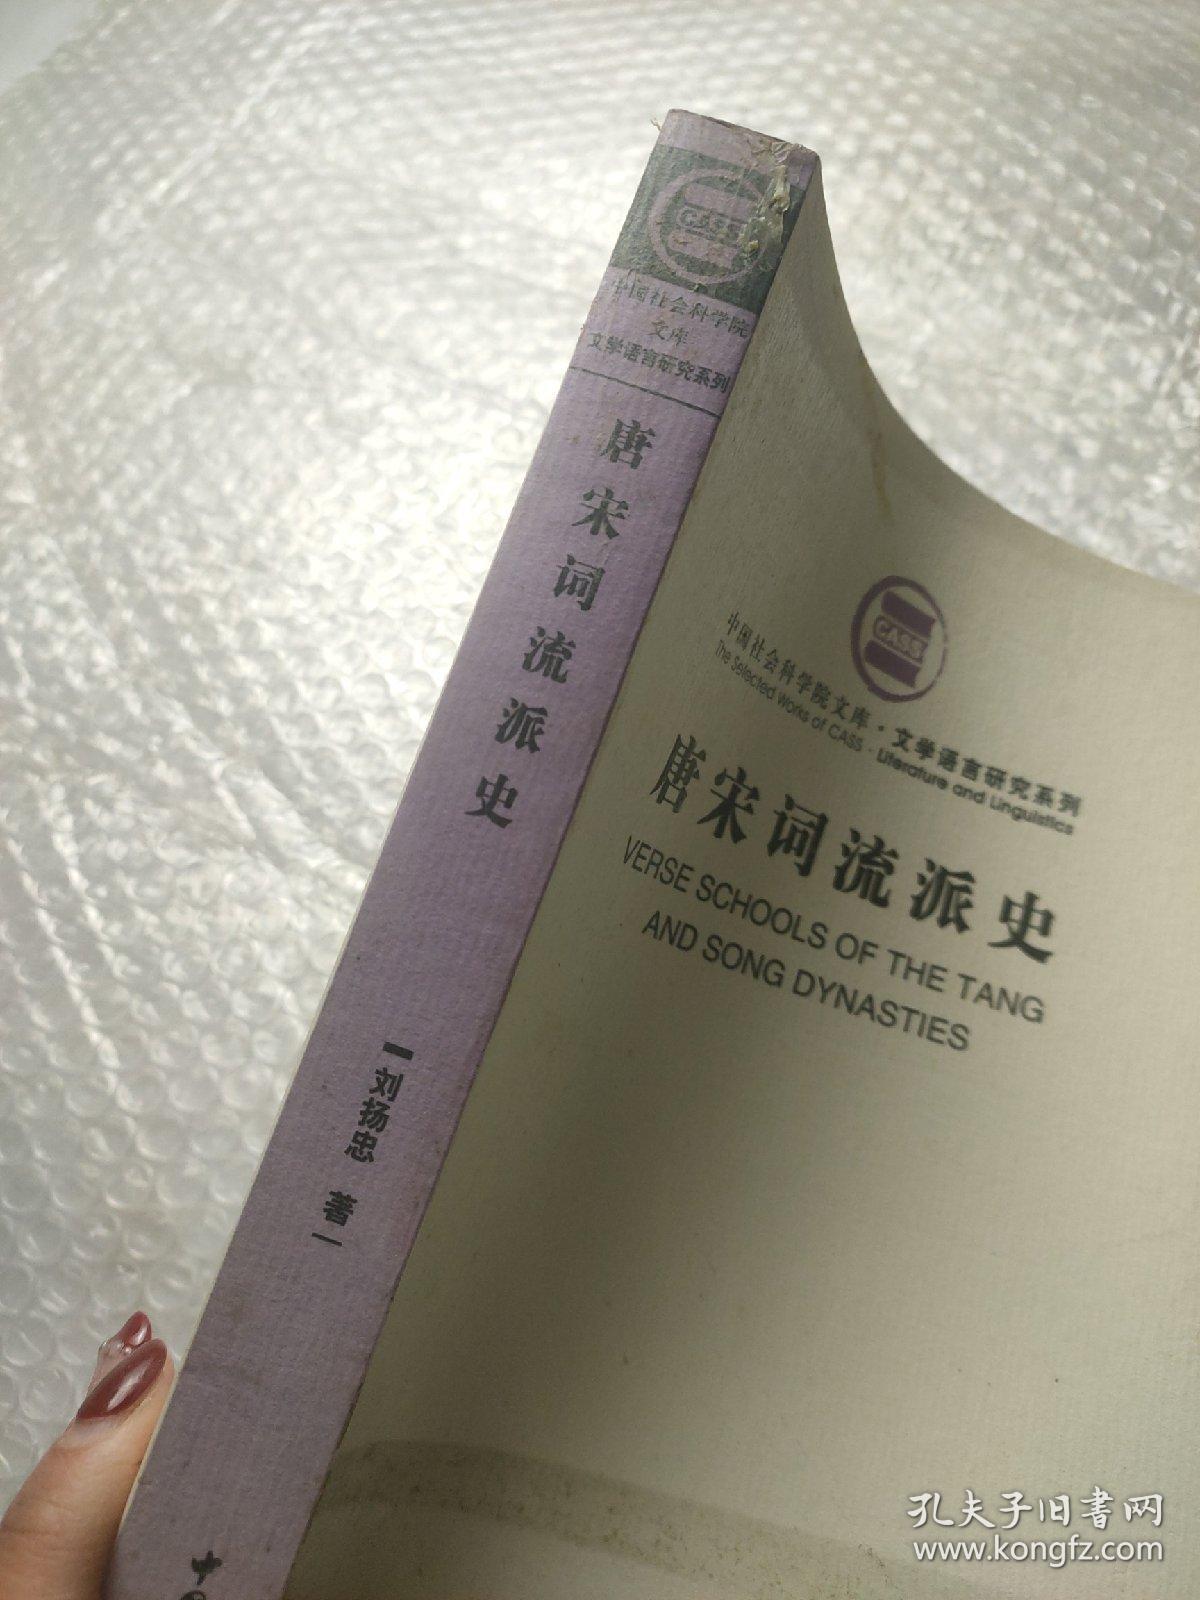 CASS
中国社会科学院
文库
文学语言研究系列
唐宋词流派史
刘扬忠 著
中
CASS
中国社会科学院文库·文学语言研究系列
The Selected Works of CASS · Literature and Linguistics
唐宋词流派史
VERSE SCHOOLS OF THE TANG
AND SONG DYNASTIES
孔夫子旧书网
www.kongfz.com